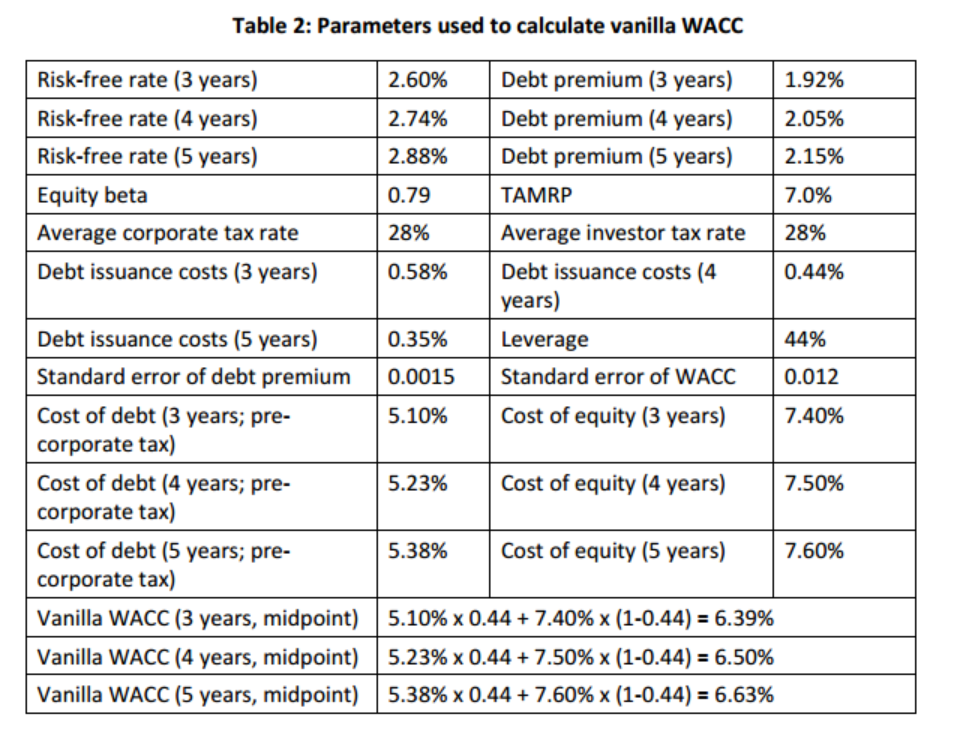 Table 2: Parameters used to calculate vanilla WACC
Risk-free rate (3 years) 2.60% Debt premium (3 years) 1.92%
Risk-free rate (4 years) 2.74% Debt premium (4 years) 2.05%
Risk-free rate (5 years) 2.88% Debt premium (5 years) 2.15%
Equity beta 0.79 TAMRP 7.0%
Average corporate tax rate 28% Average investor tax rate 28%
Debt issuance costs (3 years) 0.58% Debt issuance costs (4 0.44%
years)
Debt issuance costs (5 years) 0.35% Leverage 44%
Standard error of debt premium 0.0015 Standard error of WACC 0.012
Cost of debt (3 years; pre- 5.10% Cost of equity (3 years) 7.40%
corporate tax)
Cost of debt (4 years; pre- 5.23% Cost of equity (4 years) 7.50%
corporate tax)
Cost of debt (5 years; pre- 5.38% Cost of equity (5 years) 7.60%
corporate tax)
Vanilla WACC (3 years, midpoint) 5.10% x 0.44 + 7.40% x (1-0.44) = 6.39%
Vanilla WACC (4 years, midpoint) 5.23% x 0.44 + 7.50% x (1-0.44) = 6.50%
Vanilla WACC (5 years, midpoint) 5.38% x 0.44 + 7.60% x (1-0.44) = 6.63%